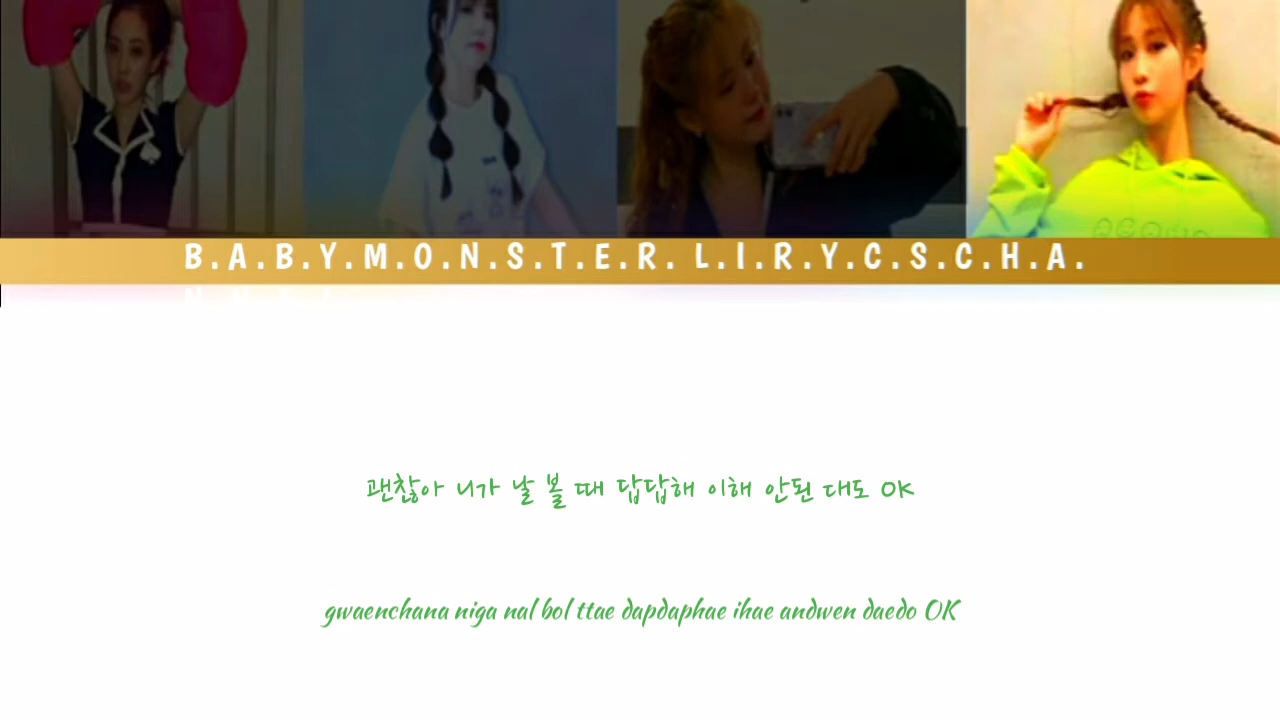 B.A.B.Y.M.O.N.S.T.E.R. L.I.R.Y.C.S.C.H.A.
괜찮아 니가 날 볼 때 답답해 이해 안된 대도 OK
gwaenchana niga nal bol ttae dapdaphae ihae andwen daedo OK